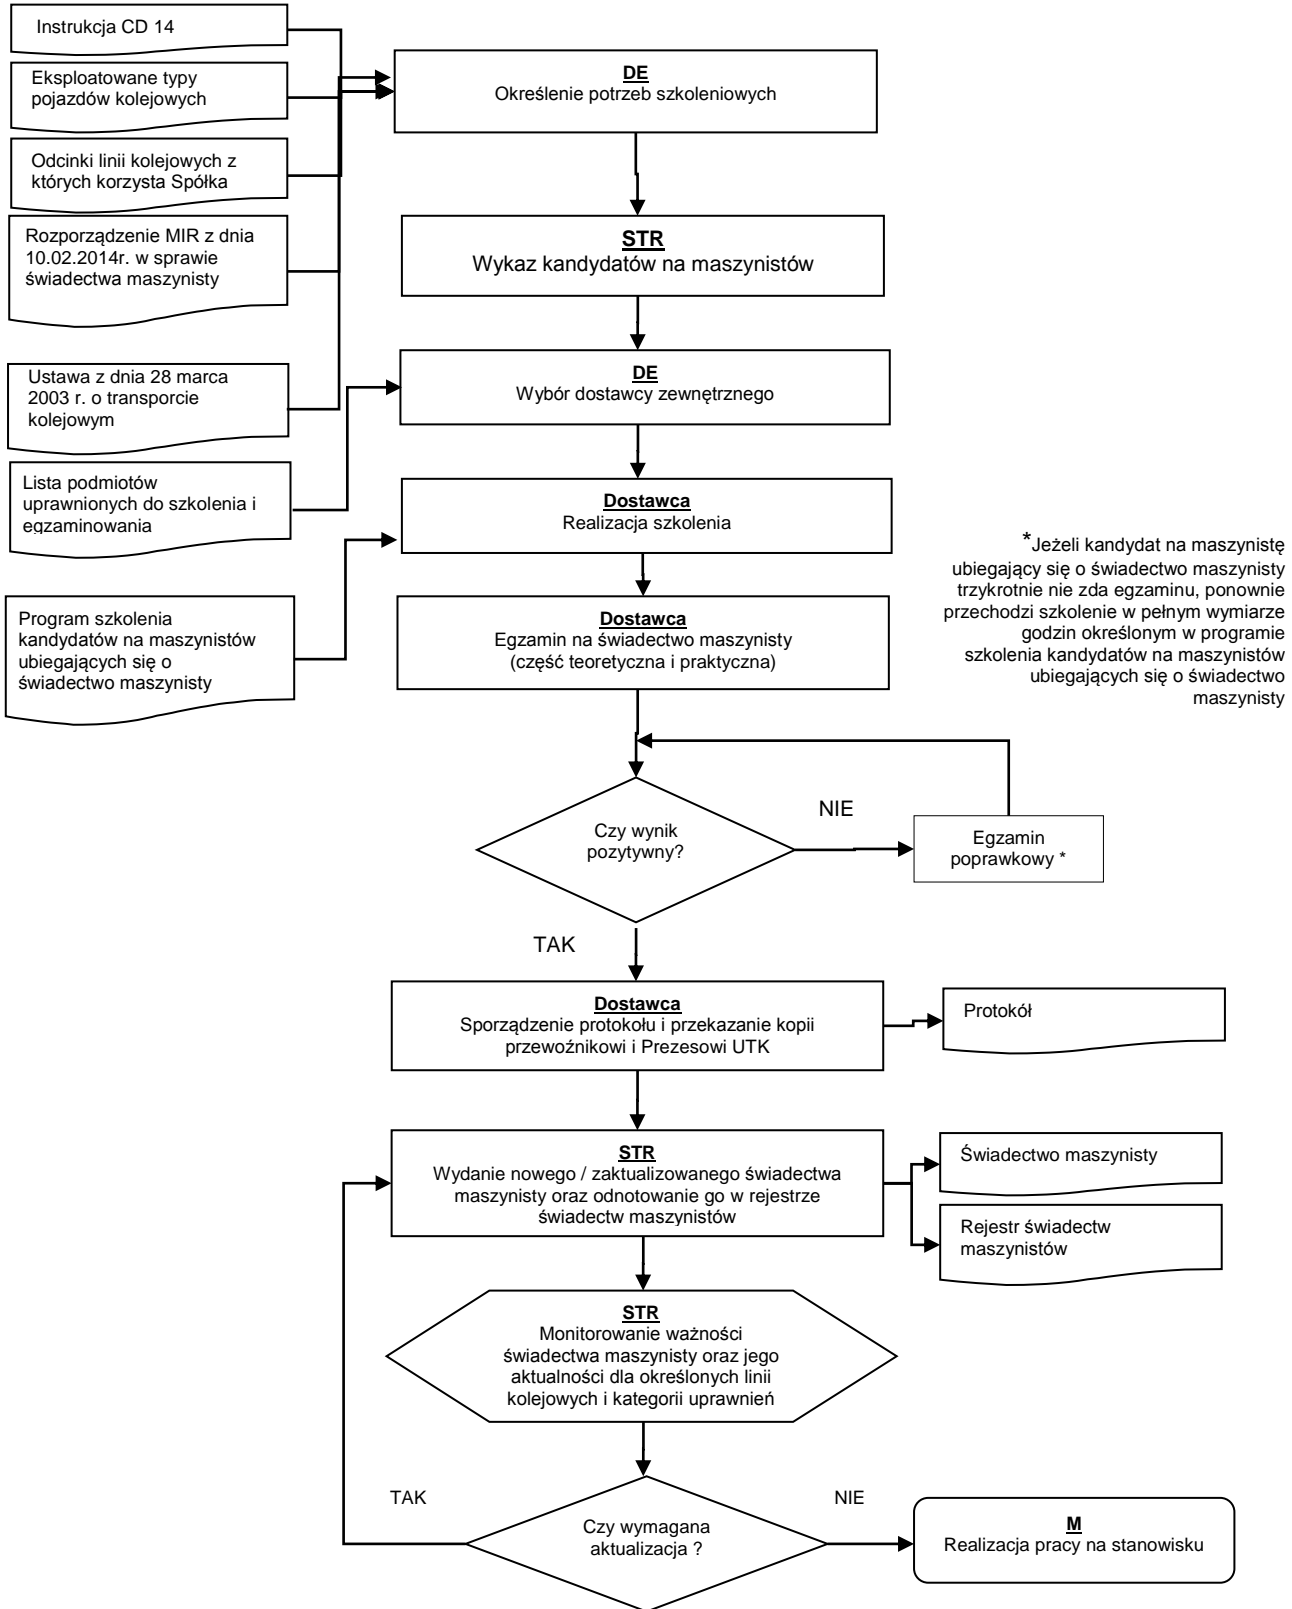 Instrukcja CD 14
Eksploatowane typy
pojazdów kolejowych
Odcinki linii kolejowych z
których korzysta Spółka
Rozporządzenie MIR z dnia
10.02.2014r. w sprawie
świadectwa maszynisty
Ustawa z dnia 28 marca
2003 r. o transporcie
kolejowym
Lista podmiotów
uprawnionych do szkolenia i
egzaminowania
Program szkolenia
kandydatów na maszynistów
ubiegających się o
świadectwo maszynisty
DE
Określenie potrzeb szkoleniowych
STR
Wykaz kandydatów na maszynistów
DE
Wybór dostawcy zewnętrznego
Dostawca
Realizacja szkolenia
Dostawca
Egzamin na świadectwo maszynisty
(część teoretyczna i praktyczna)
*Jeżeli kandydat na maszynistę
ubiegający się o świadectwo maszynisty
trzykrotnie nie zda egzaminu, ponownie
przechodzi szkolenie w pełnym wymiarze
godzin określonym w programie
szkolenia kandydatów na maszynistów
ubiegających się o świadectwo
maszynisty
Czy wynik
pozytywny?
NIE
Egzamin
poprawkowy *
TAK
Dostawca
Sporządzenie protokołu i przekazanie kopii
przewoźnikowi i Prezesowi UTK
Protokół
STR
Wydanie nowego / zaktualizowanego świadectwa
maszynisty oraz odnotowanie go w rejestrze
świadectw maszynistów
Świadectwo maszynisty
Rejestr świadectw
maszynistów
STR
Monitorowanie ważności
świadectwa maszynisty oraz jego
aktualności dla określonych linii
kolejowych i kategorii uprawnień
TAK
Czy wymagana
aktualizacja ?
NIE
M
Realizacja pracy na stanowisku